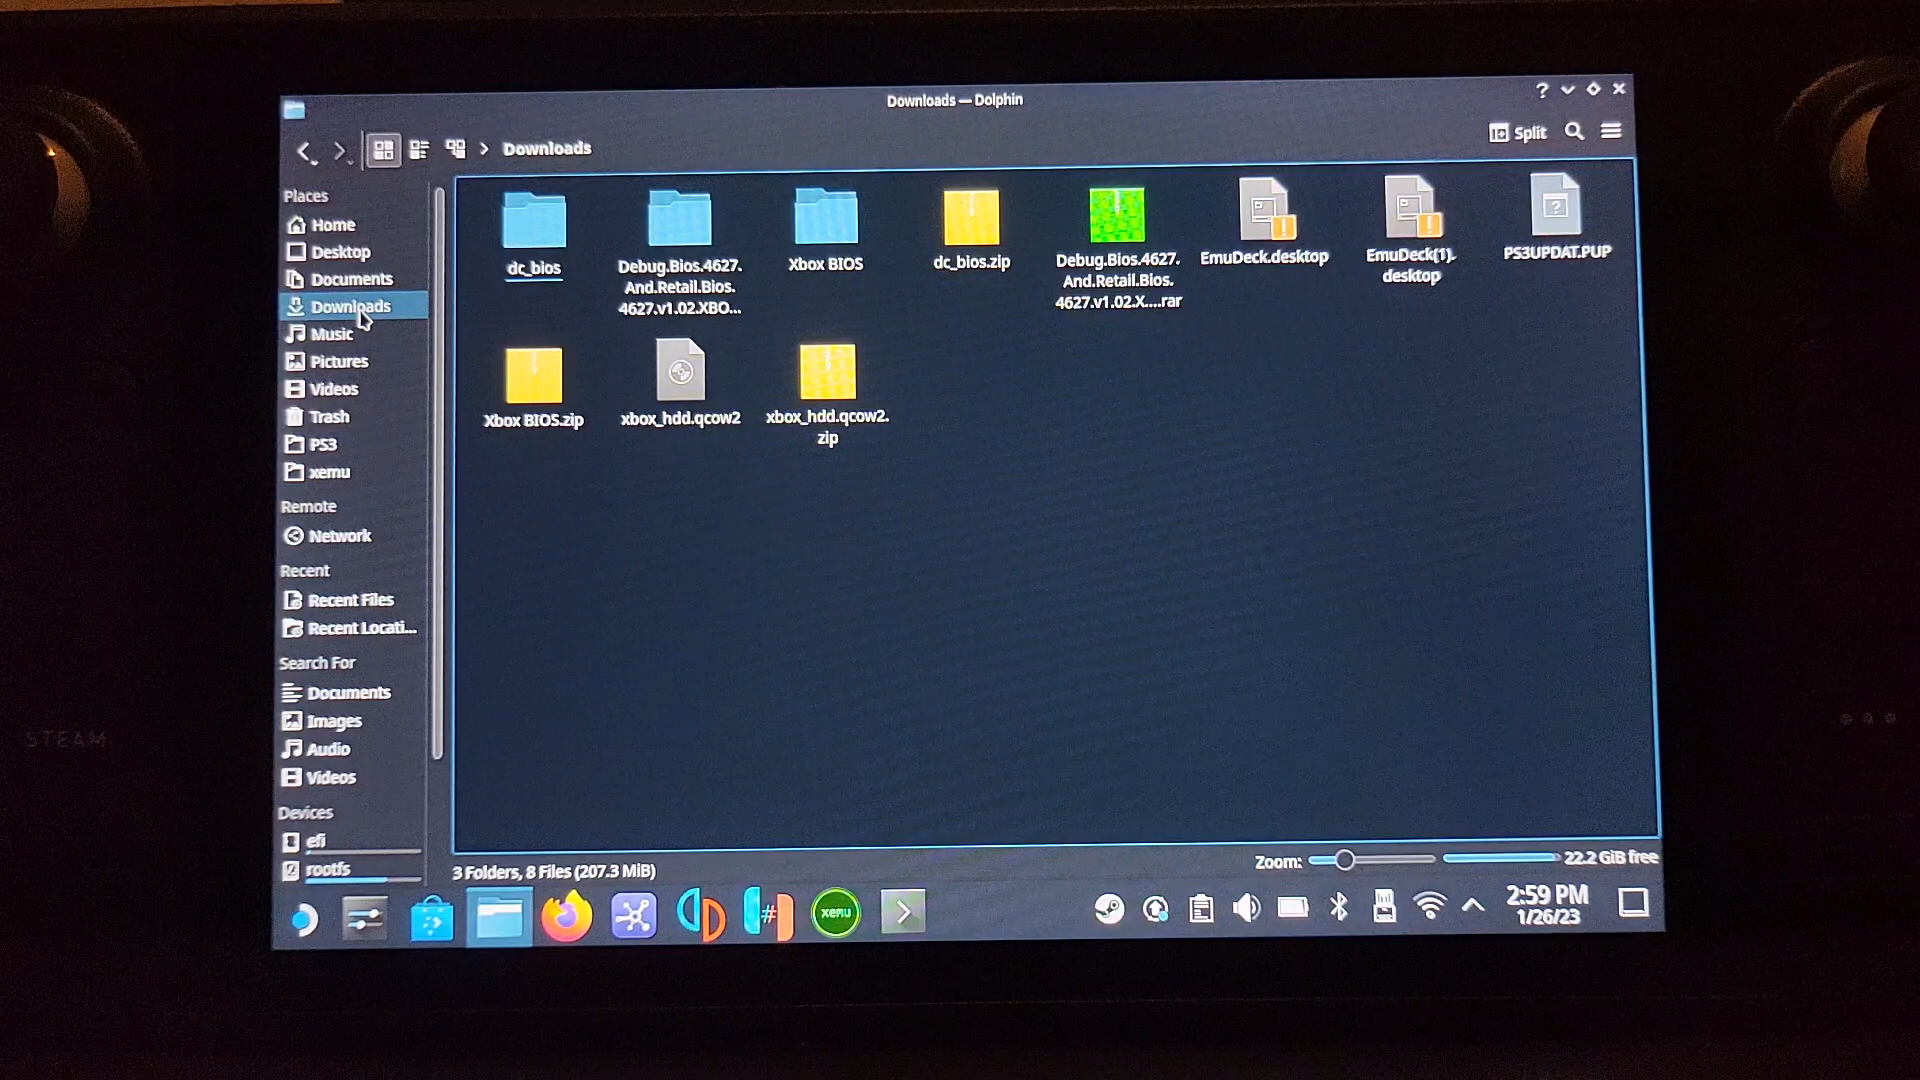 Downloads — Dolphin
Split
Downloads
Places
Home
Desktop
Documents
Downloads
Music
Pictures
Videos
Trash
PS3
xemu
Remote
Network
Recent
Recent Files
Recent Locati...
Search For
Documents
Images
Audio
Videos
Devices
efi
rootfs
dc_bios
Debug.Bios.4627.
And.Retail.Bios.
4627.v1.02.XBO...
Xbox BIOS
dc_bios.zip
Debug.Bios.4627.
And.Retail.Bios.
4627.v1.02.X....rar
EmuDeck.desktop
EmuDeck(1).
desktop
PS3UPDAT.PUP
Xbox BIOS.zip
xbox_hdd.qcow2
xbox_hdd.qcow2.
zip
3 Folders, 8 Files (207.3 MiB)
Zoom:
22.2 GiB free
xemu
2:59 PM
1/26/23
STEAM